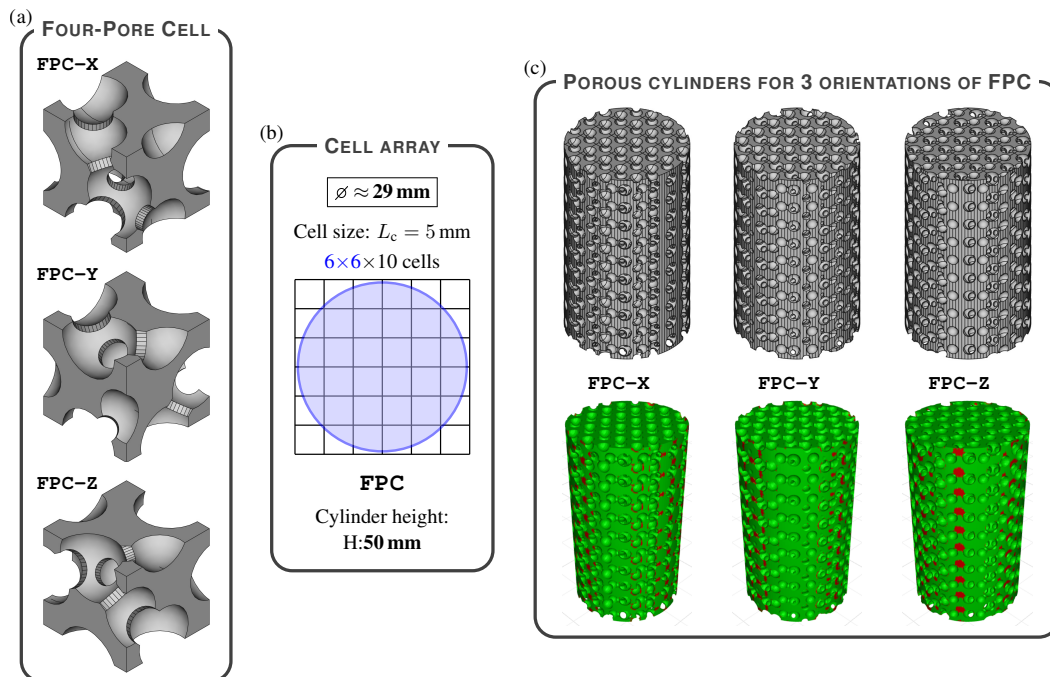 (a)
FOUR-PORE CELL
FPC-X
FPC-Y
FPC-Z
(b)
CELL ARRAY
⌀ ≈ 29 mm
Cell size: Lc = 5 mm
6×6×10 cells
FPC
Cylinder height:
H:50 mm
(c)
POROUS CYLINDERS FOR 3 ORIENTATIONS OF FPC
FPC-X FPC-Y FPC-Z